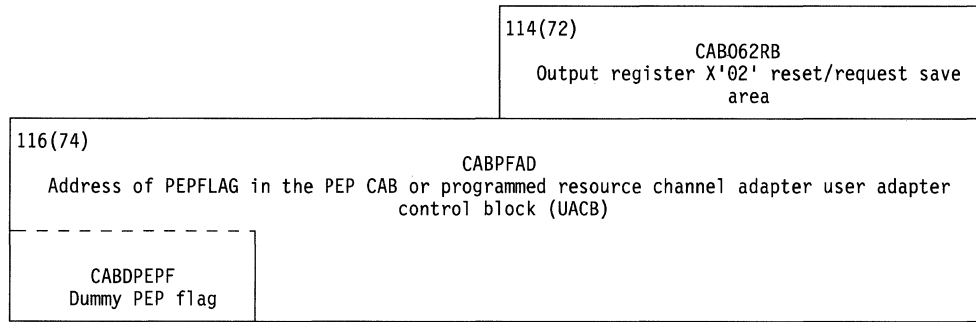 114(72)
CABO62RB
Output register X'02' reset/request save
area
116(74)
CABPFAD
Address of PEPFLAG in the PEP CAB or programmed resource channel adapter user adapter
control block (UACB)
CABDPEPF
Dummy PEP flag